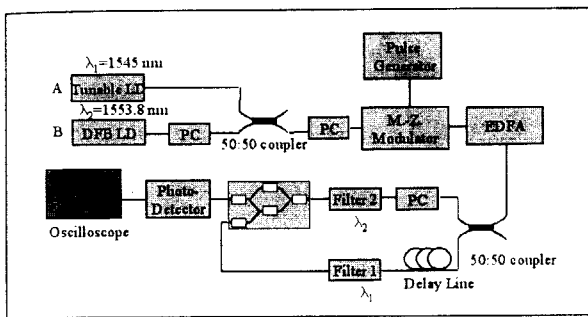 λ1=1545 nm
A Tunable LD
λ2=1553.8 nm
B DFB LD
PC
50:50 coupler
PC
Pulse
Generator
M-Z
Modulator
EDFA
Oscilloscope
Photo-
Detector
Filter 2
λ2
PC
50:50 coupler
Filter 1
λ1
Delay Line